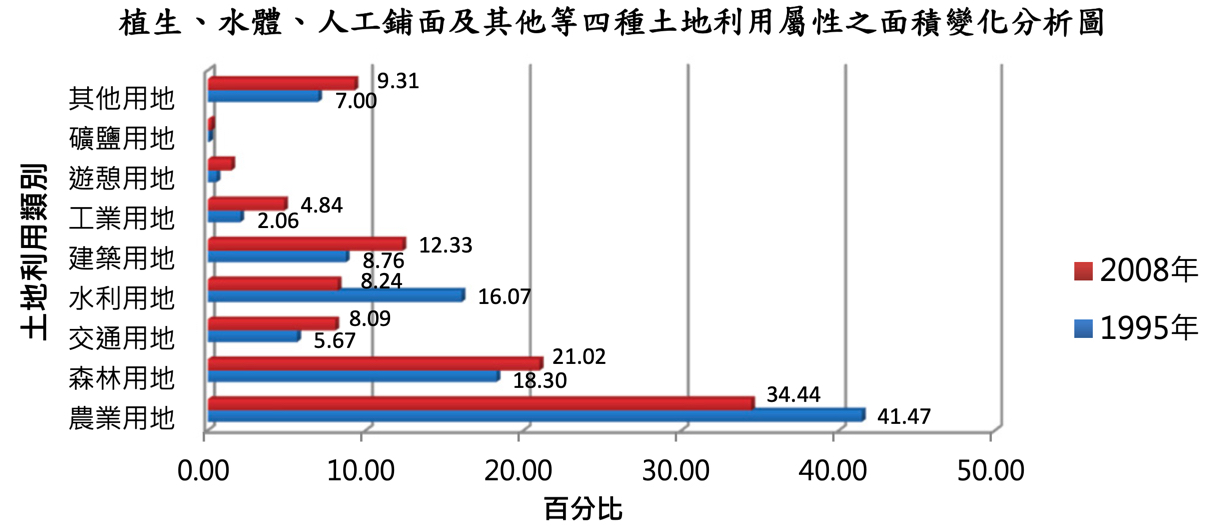 植生、水體、人工鋪面及其他等四種土地利用屬性之面積變化分析圖
土地利用類別
其他用地
9.31
7.00
礦鹽用地
遊憩用地
工業用地
4.84
2.06
建築用地
12.33
8.76
水利用地
8.24
16.07
交通用地
8.09
5.67
森林用地
21.02
18.30
農業用地
34.44
41.47
2008年
1995年
0.00 10.00 20.00 30.00 40.00 50.00
百分比